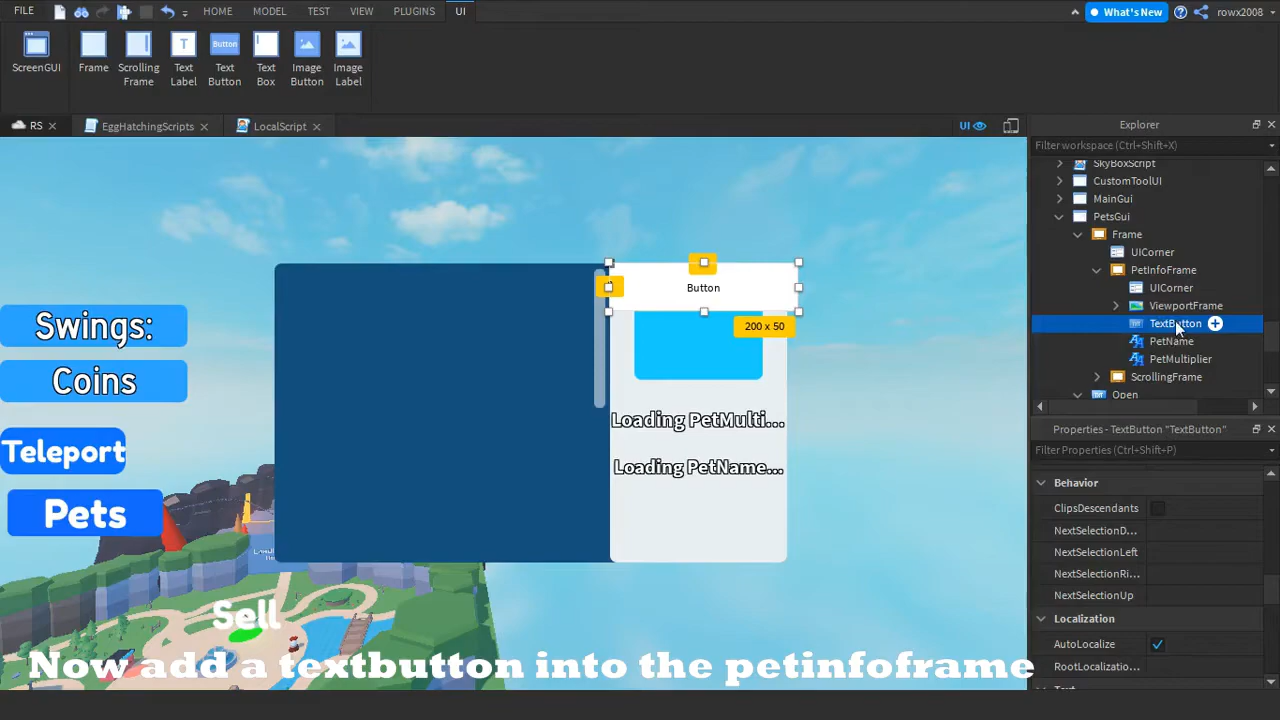 FILE
HOME
MODEL
TEST
VIEW
PLUGINS
UI
What's New
rowx2008
ScreenGUI
Frame
Scrolling
Frame
Text
Label
Button
Text
Button
Text
Box
Image
Button
Image
Label
RS
EggHatchingScripts
LocalScript
UI
Explorer
Filter workspace (Ctrl+Shift+X)
SkyBoxScript
CustomToolUI
MainGui
PetsGui
Frame
UICorner
PetInfoFrame
UICorner
ViewportFrame
TextButton
PetName
PetMultiplier
ScrollingFrame
Open
Properties - TextButton "TextButton"
Filter Properties (Ctrl+Shift+P)
Behavior
ClipsDescendants
NextSelectionD...
NextSelectionLeft
NextSelectionRi...
NextSelectionUp
Localization
AutoLocalize
RootLocalizatio...
Text
Button
200 x 50
Loading PetMulti...
Loading PetName...
Swings:
Coins
Teleport
Pets
Sell
Now add a textbutton into the petinfoframe